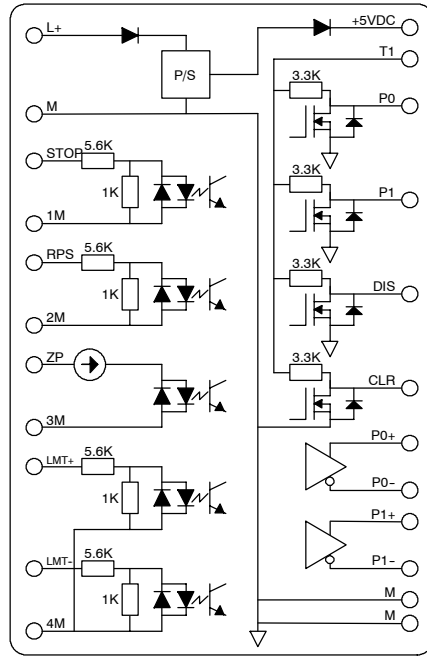 L+
+5VDC
T1
P/S
3.3K
P0
M
STOP
5.6K
1K
1M
3.3K
P1
RPS
5.6K
1K
2M
3.3K
DIS
ZP
3M
3.3K
CLR
LMT+
5.6K
1K
P0+
P0−
LMT-
5.6K
1K
4M
P1+
P1−
M
M